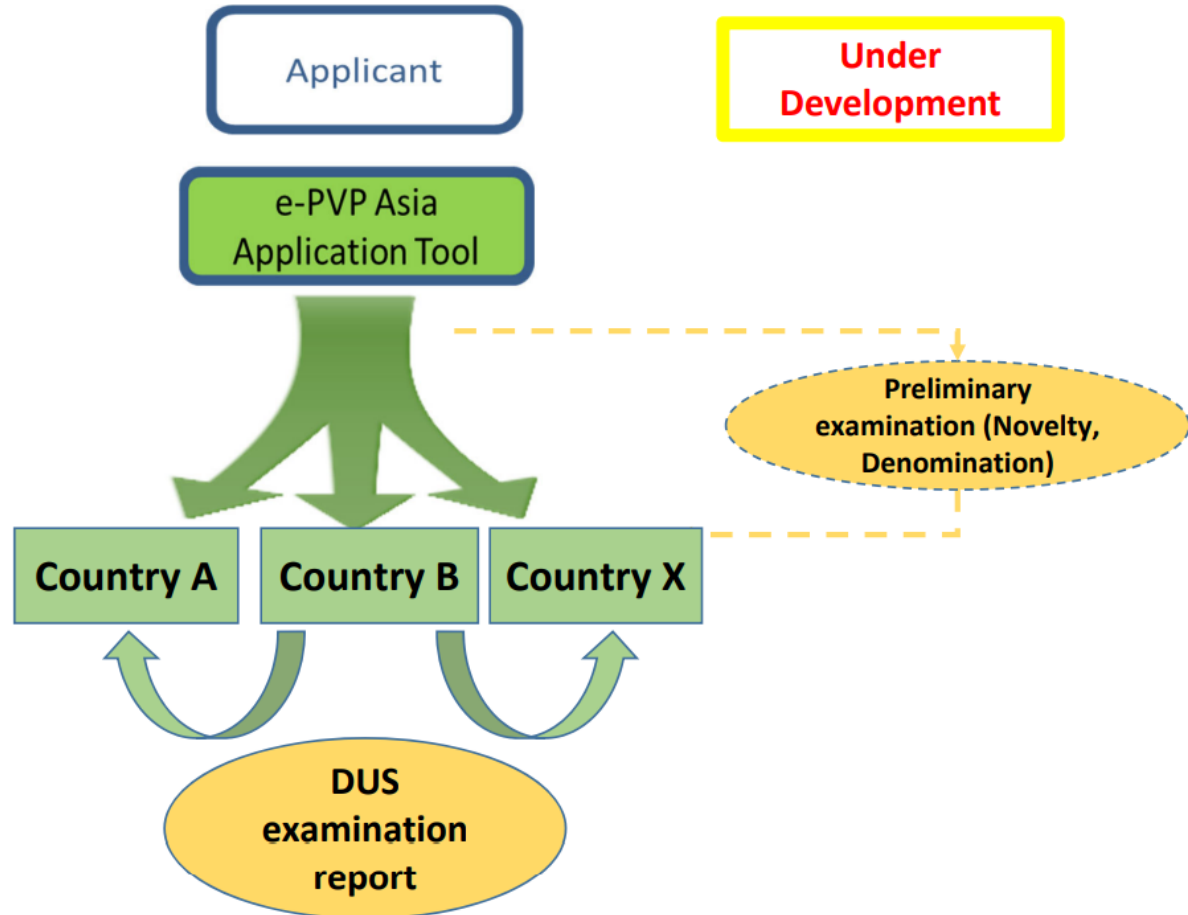 Applicant
Under
Development
e-PVP Asia
Application Tool
Preliminary
examination (Novelty,
Denomination)
Country A
Country B
Country X
DUS
examination
report